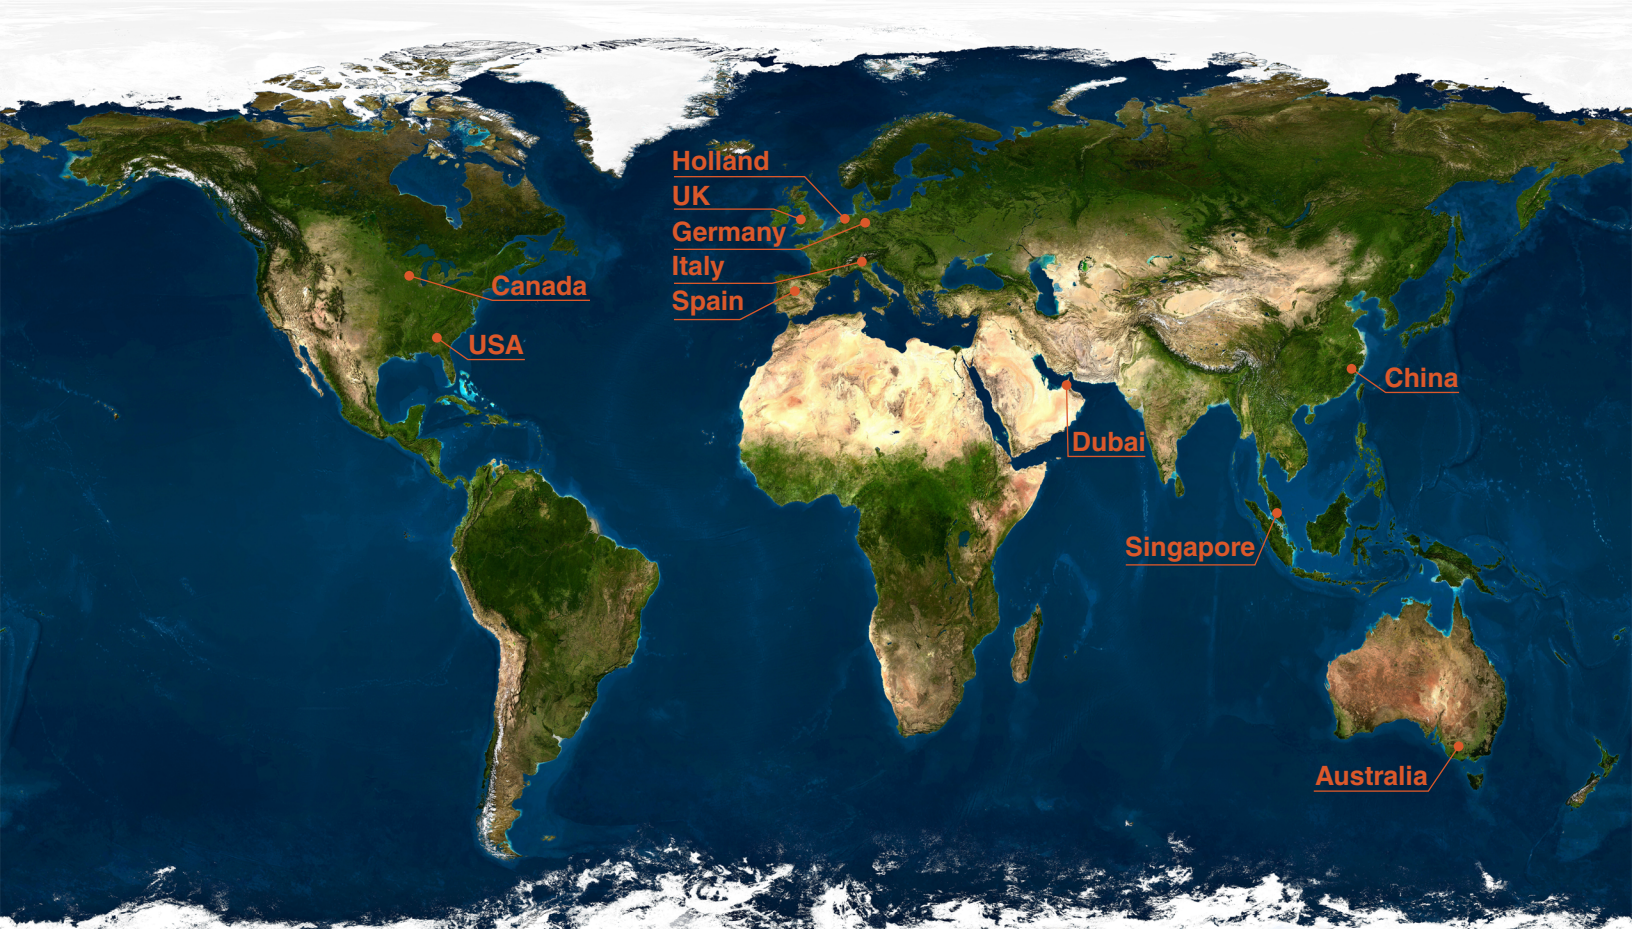 Holland
UK
Germany
Italy
Spain
Canada
USA
China
Dubai
Singapore
Australia